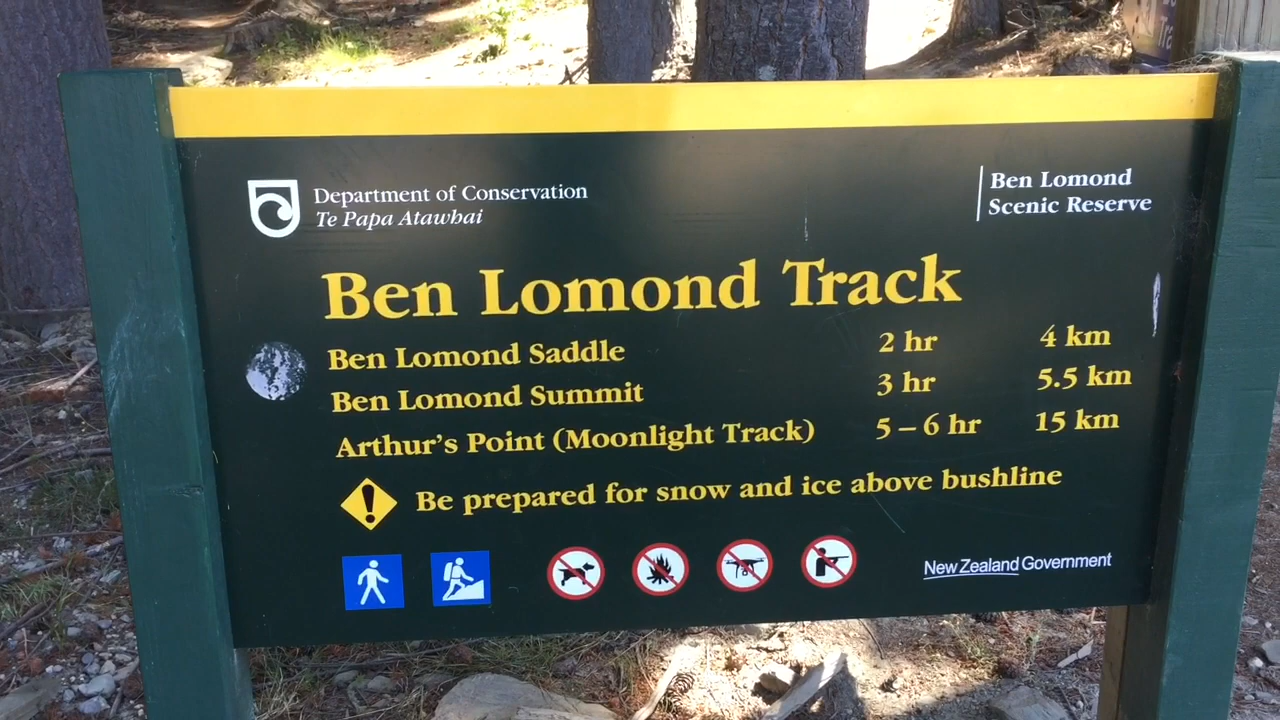 Department of Conservation
Te Papa Atawhai
Ben Lomond
Scenic Reserve
Ben Lomond Track
Ben Lomond Saddle 2 hr 4 km
Ben Lomond Summit 3 hr 5.5 km
Arthur's Point (Moonlight Track) 5 – 6 hr 15 km
Be prepared for snow and ice above bushline
New Zealand Government